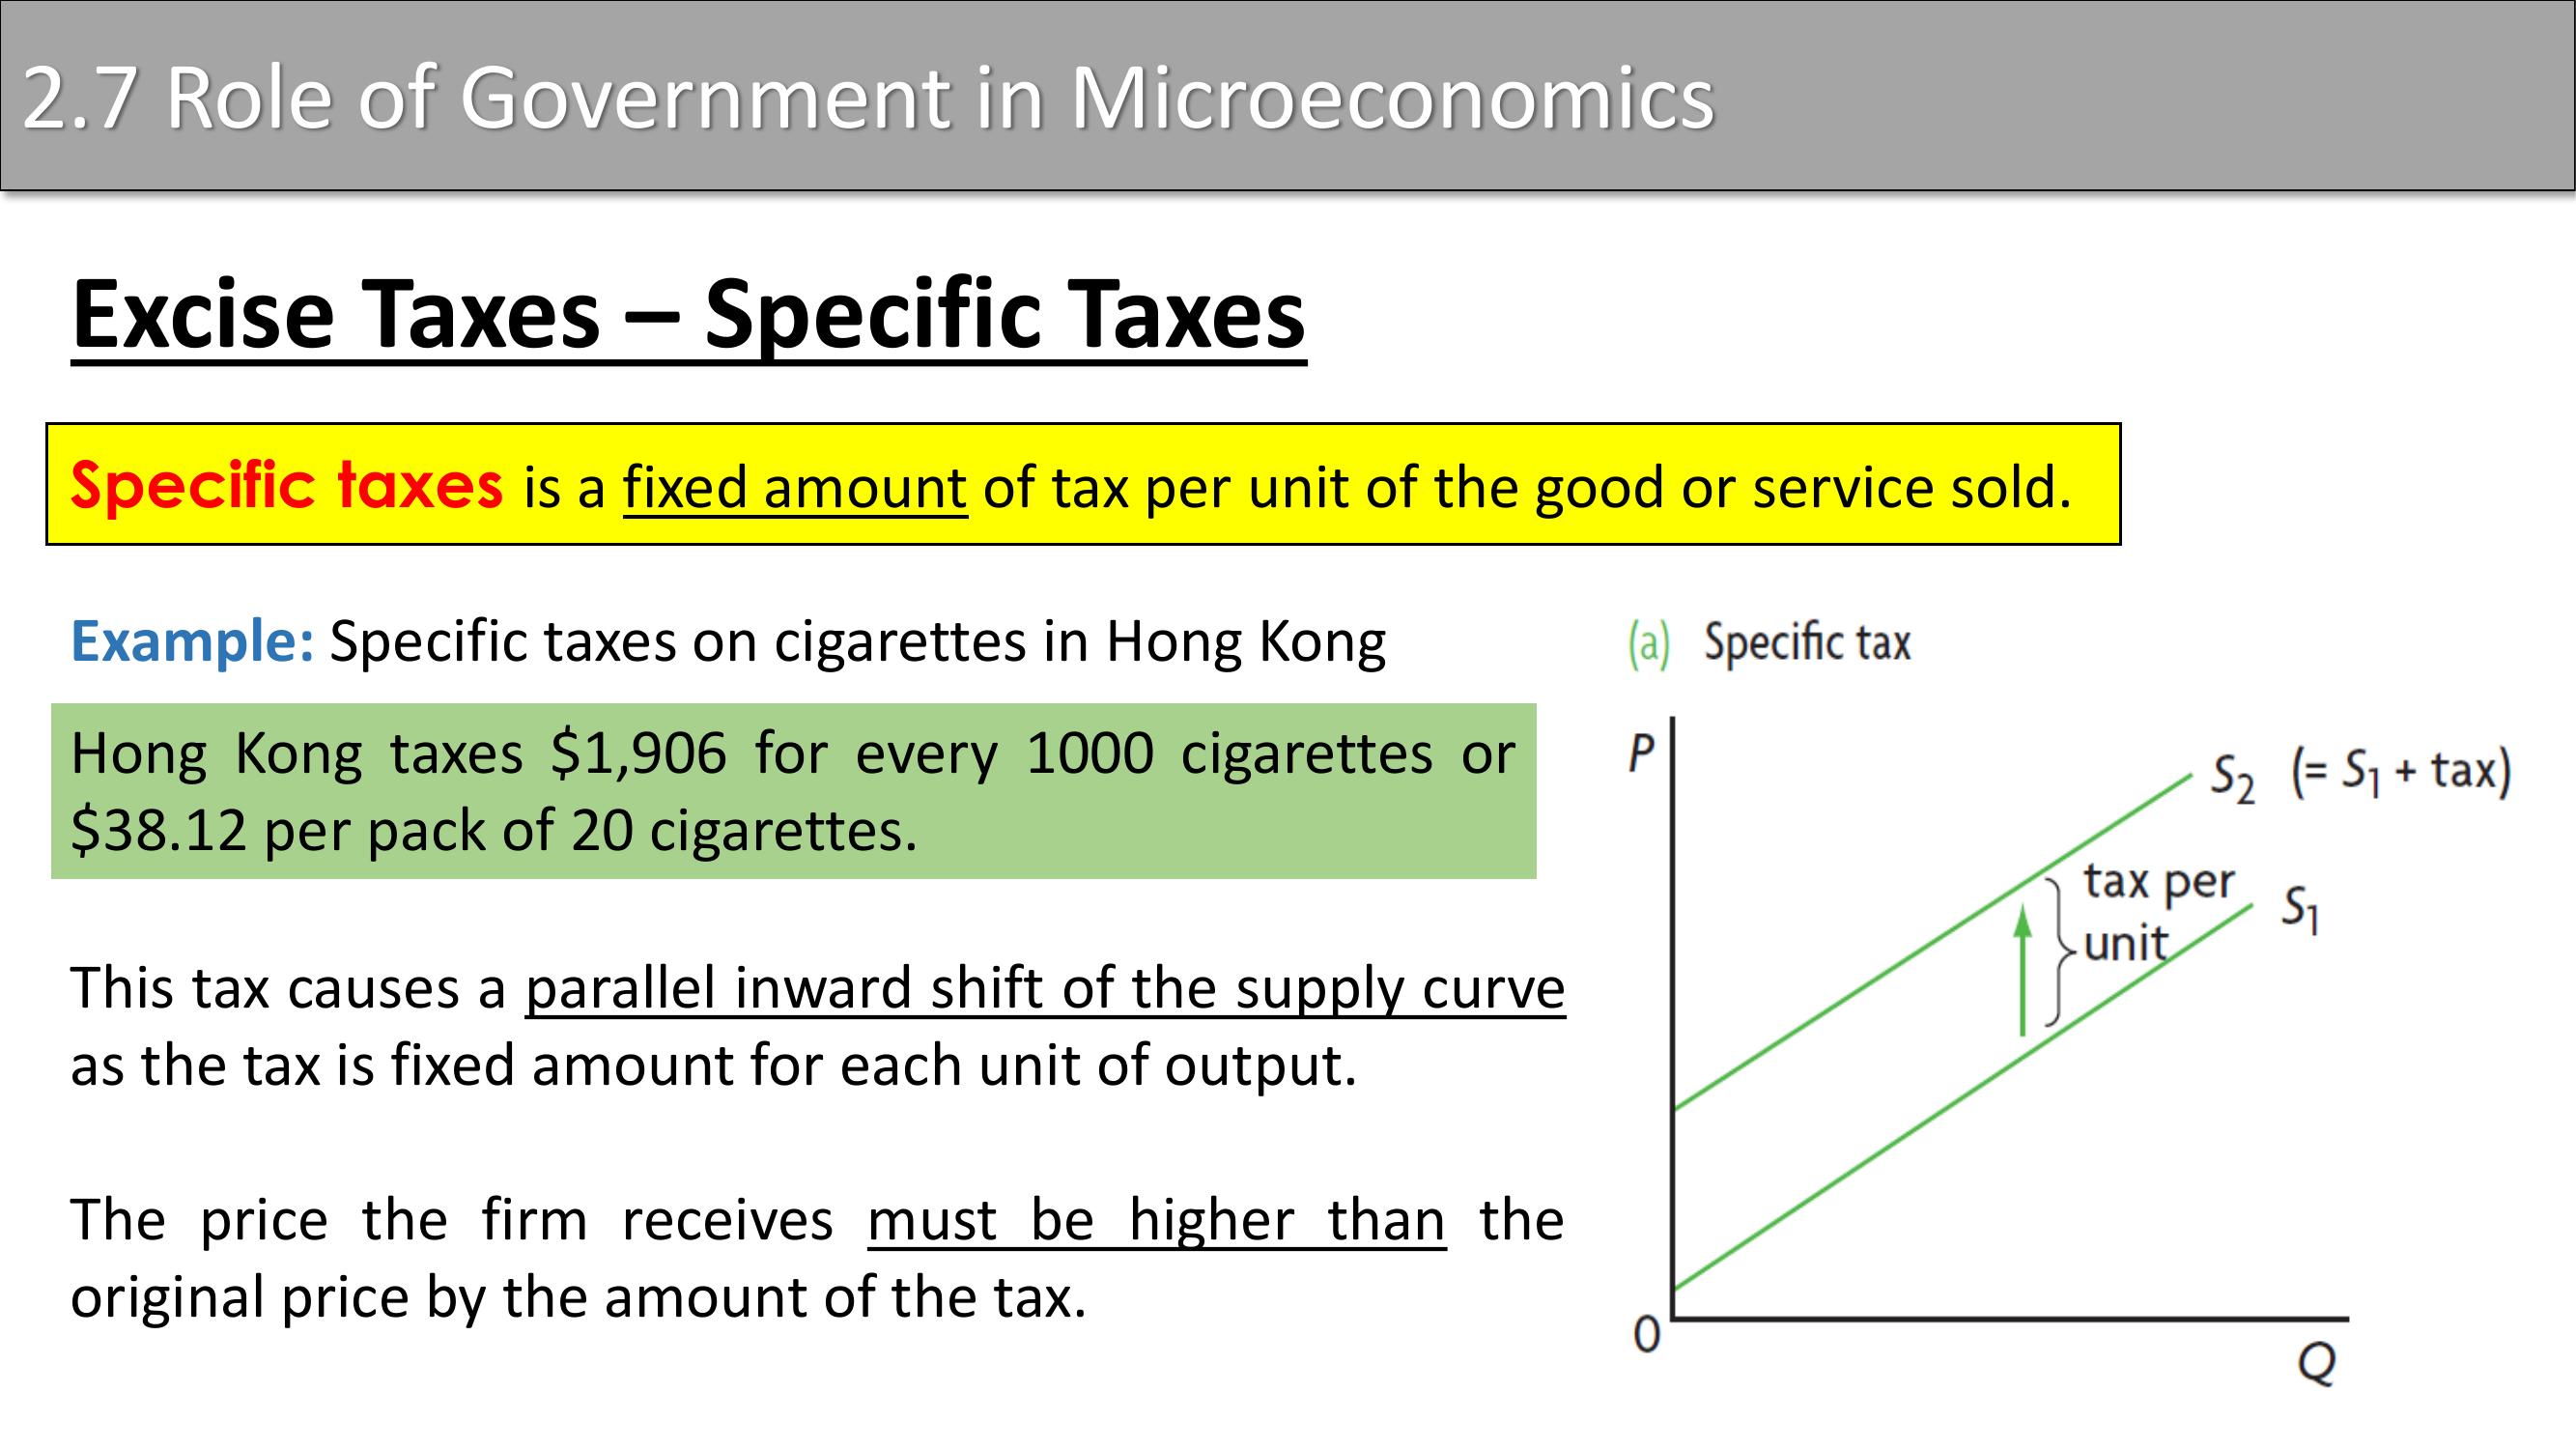 2.7 Role of Government in Microeconomics
Excise Taxes – Specific Taxes
Specific taxes is a fixed amount of tax per unit of the good or service sold.
Example: Specific taxes on cigarettes in Hong Kong
Hong Kong taxes $1,906 for every 1000 cigarettes or
$38.12 per pack of 20 cigarettes.
This tax causes a parallel inward shift of the supply curve
as the tax is fixed amount for each unit of output.
The price the firm receives must be higher than the
original price by the amount of the tax.
(a) Specific tax
P
S₂ (= S₁ + tax)
tax per
unit
S₁
0
Q